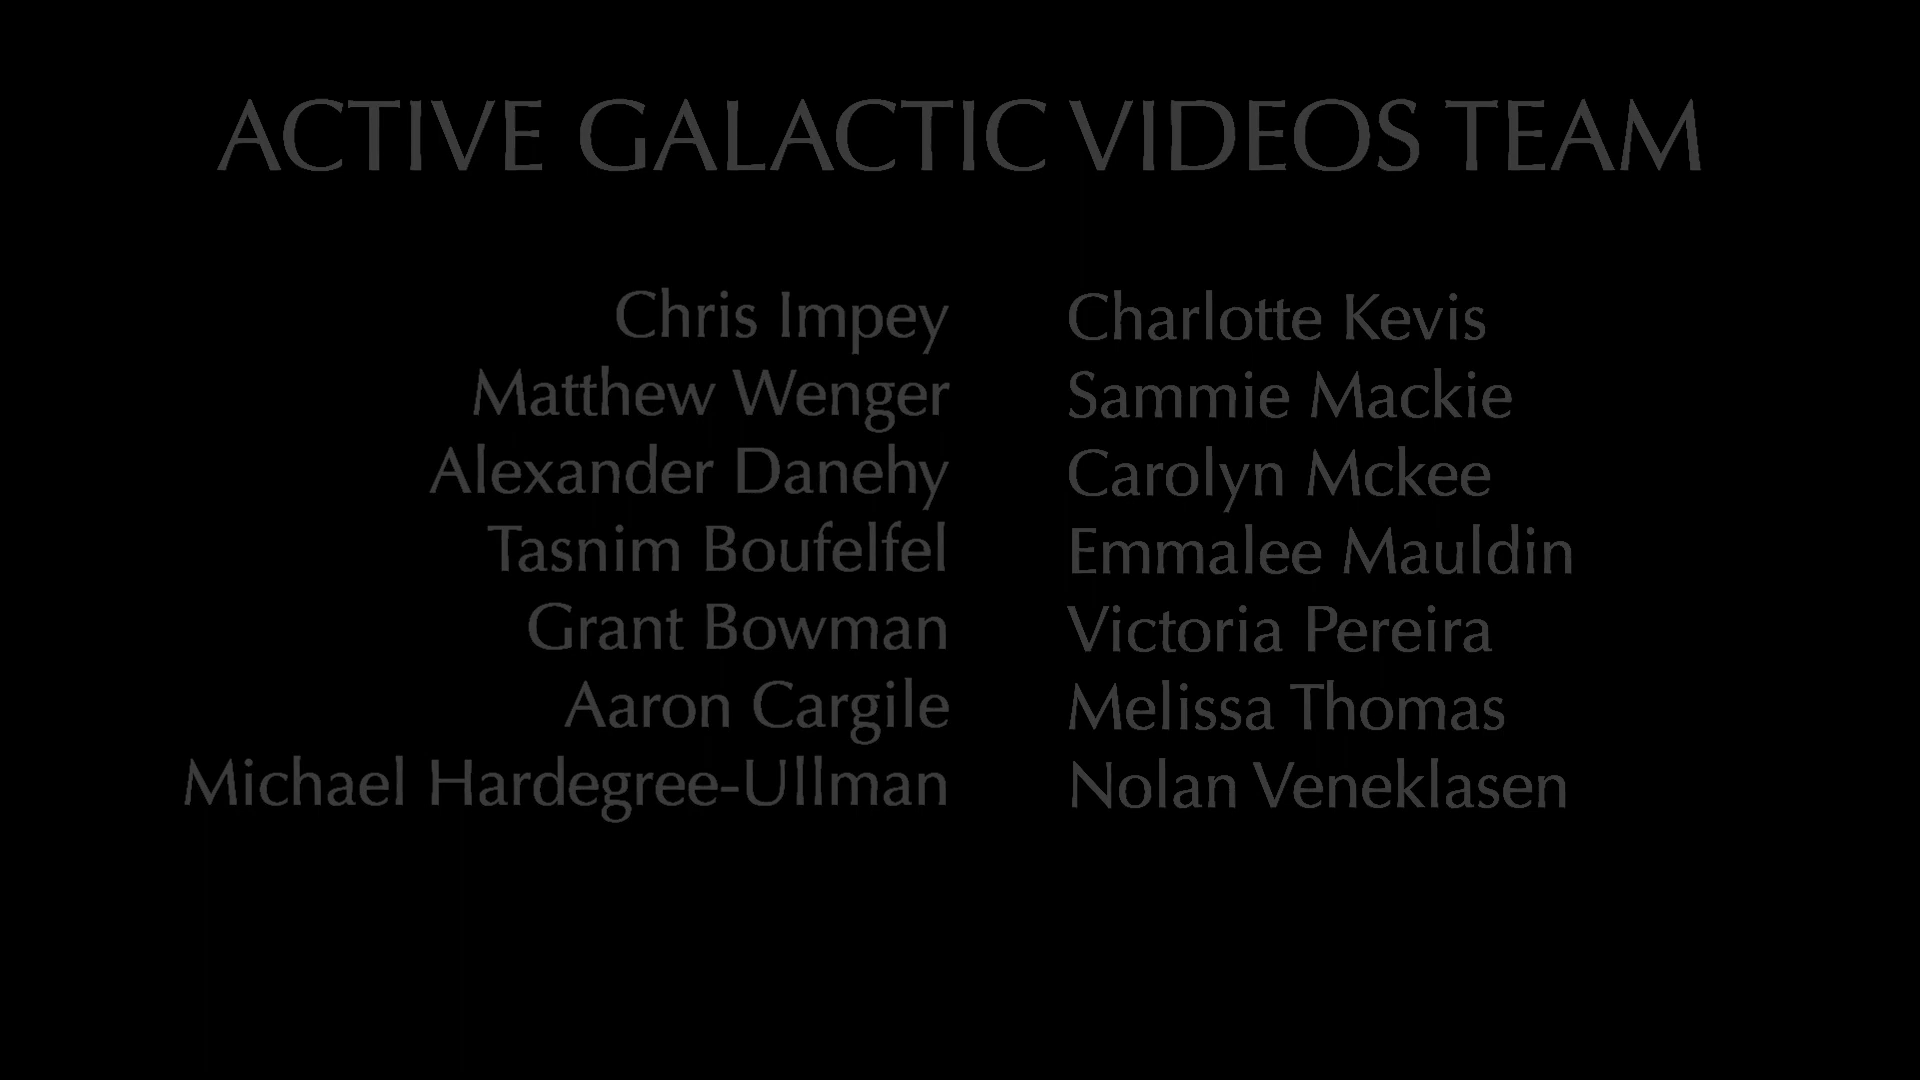 ACTIVE GALACTIC VIDEOS TEAM
Chris Impey
Matthew Wenger
Alexander Danehy
Tasnim Boufelfel
Grant Bowman
Aaron Cargile
Michael Hardegree-Ullman
Charlotte Kevis
Sammie Mackie
Carolyn Mckee
Emmalee Mauldin
Victoria Pereira
Melissa Thomas
Nolan Veneklasen